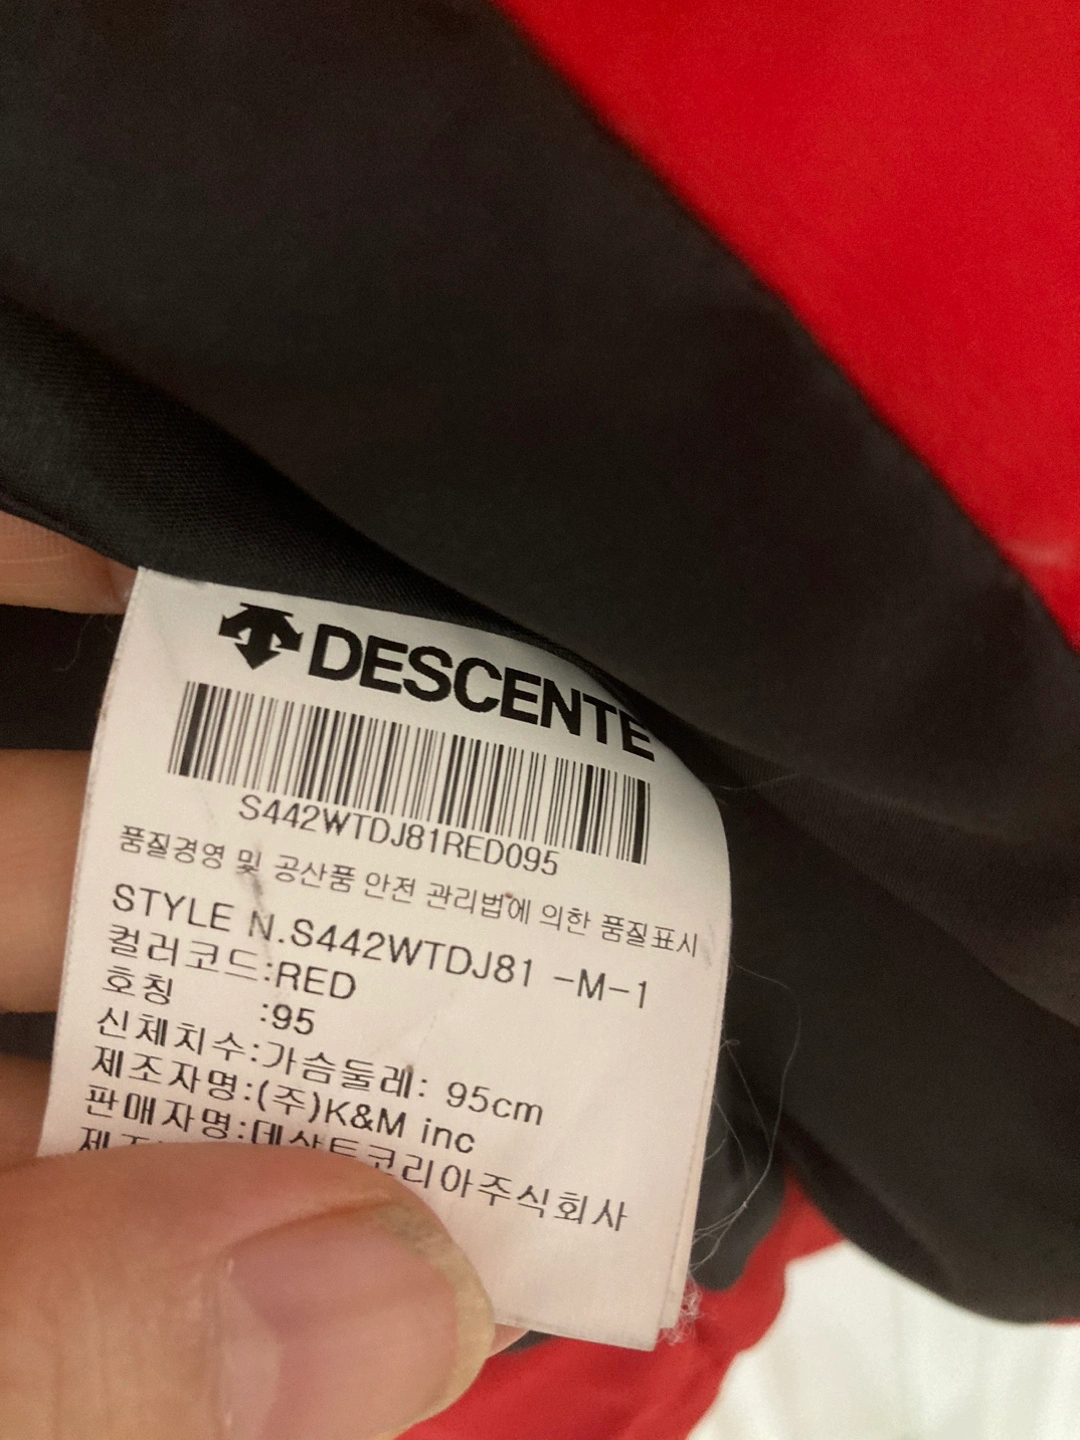 DESCENTE
S442WTDJ81RED095
품질경영 및 공산품 안전 관리법에 의한 품질표시
STYLE N.S442WTDJ81 -M-1
컬러코드:RED
호칭 :95
신체치수:가슴둘레: 95cm
제조자명:(주)K&M inc
판매자명:데상트코리아주식회사